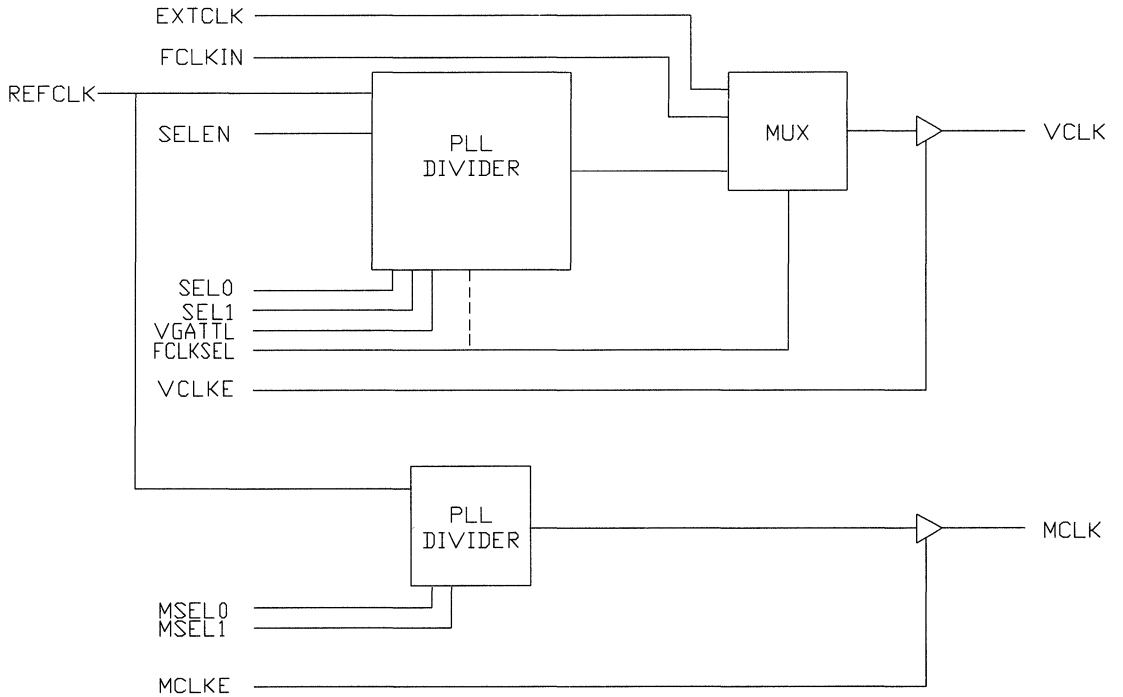 EXTCLK
FCLKIN
REFCLK
SELEN
PLL
DIVIDER
MUX
VCLK
SEL0
SEL1
VGATTL
FCLKSEL
VCLKE
PLL
DIVIDER
MCLK
MSEL0
MSEL1
MCLKE